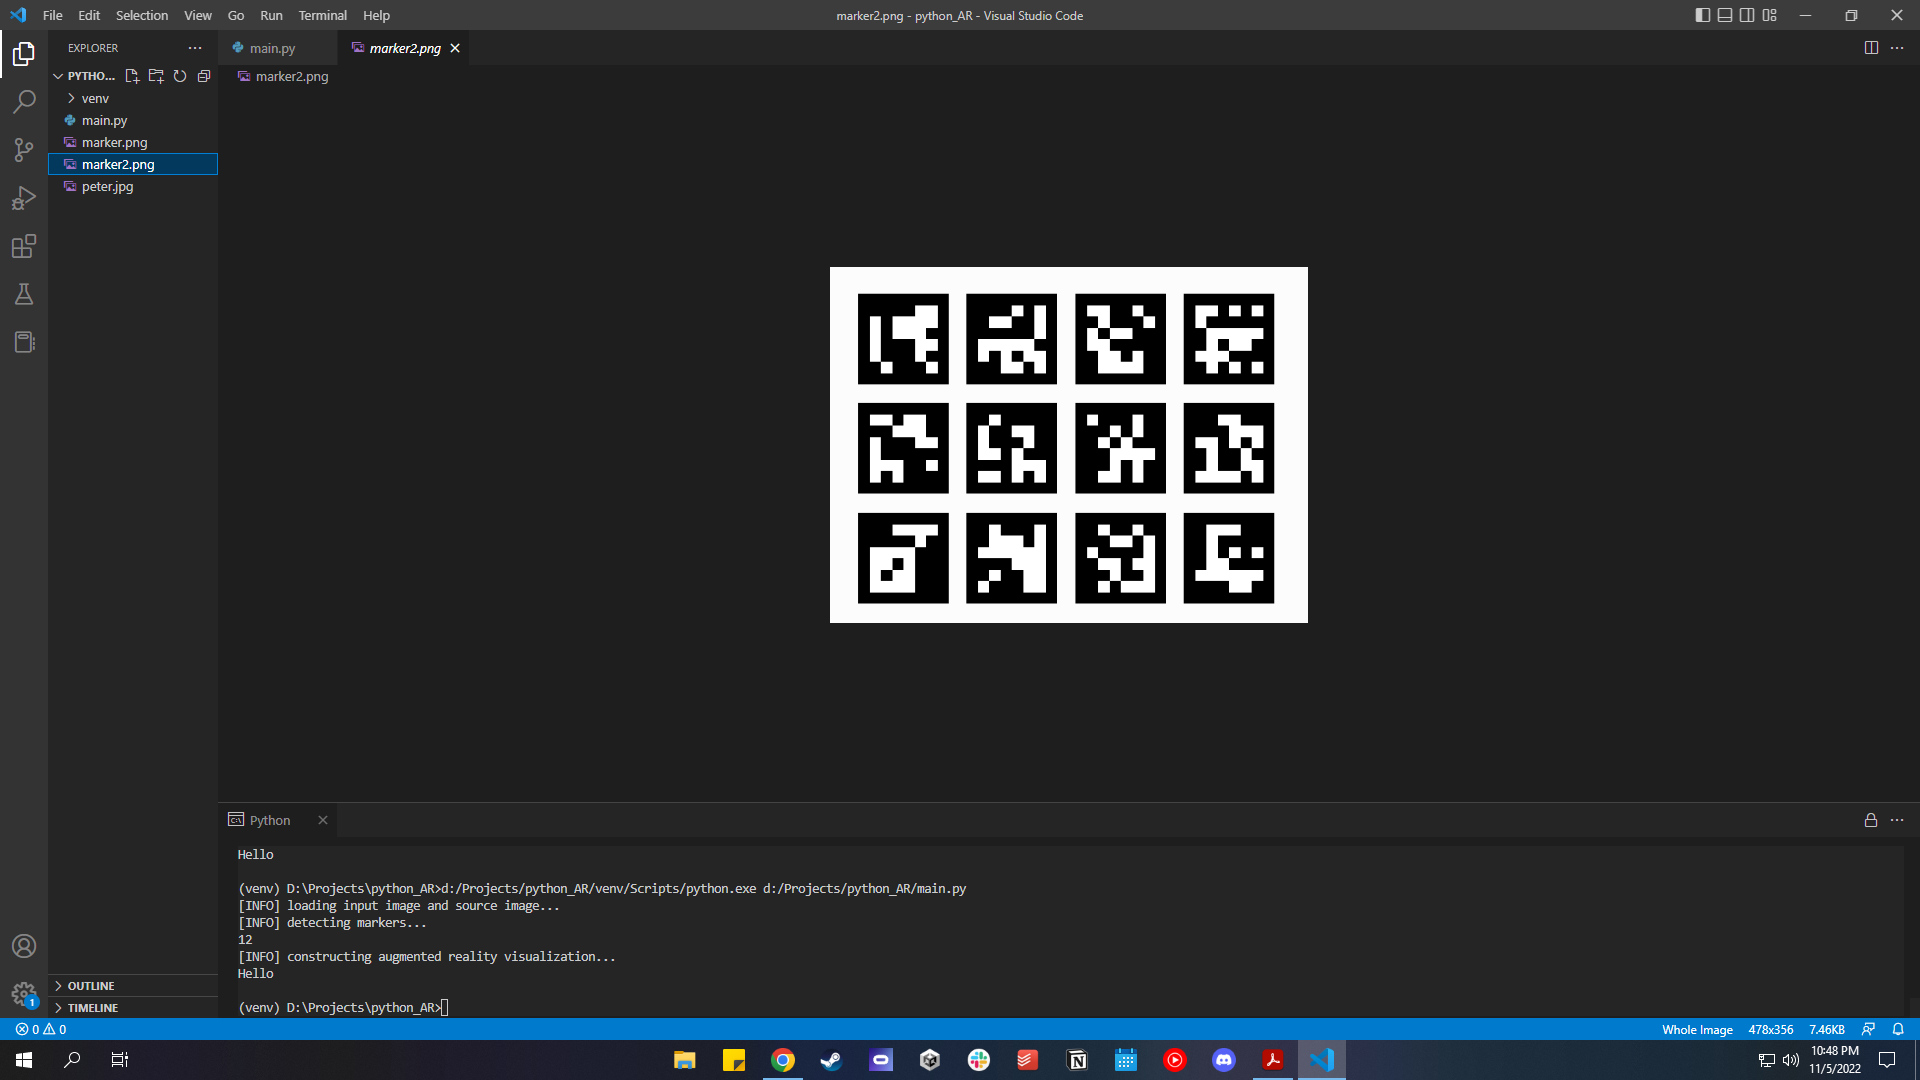 File Edit Selection View Go Run Terminal Help
marker2.png - python_AR - Visual Studio Code
EXPLORER
PYTHO...
venv
main.py
marker.png
marker2.png
peter.jpg
OUTLINE
TIMELINE
main.py
marker2.png
marker2.png
Python
Hello
(venv) D:\Projects\python_AR>d:/Projects/python_AR/venv/Scripts/python.exe d:/Projects/python_AR/main.py
[INFO] loading input image and source image...
[INFO] detecting markers...
12
[INFO] constructing augmented reality visualization...
Hello
(venv) D:\Projects\python_AR>
1
0 0
Whole Image 478x356 7.46KB
10:48 PM
11/5/2022